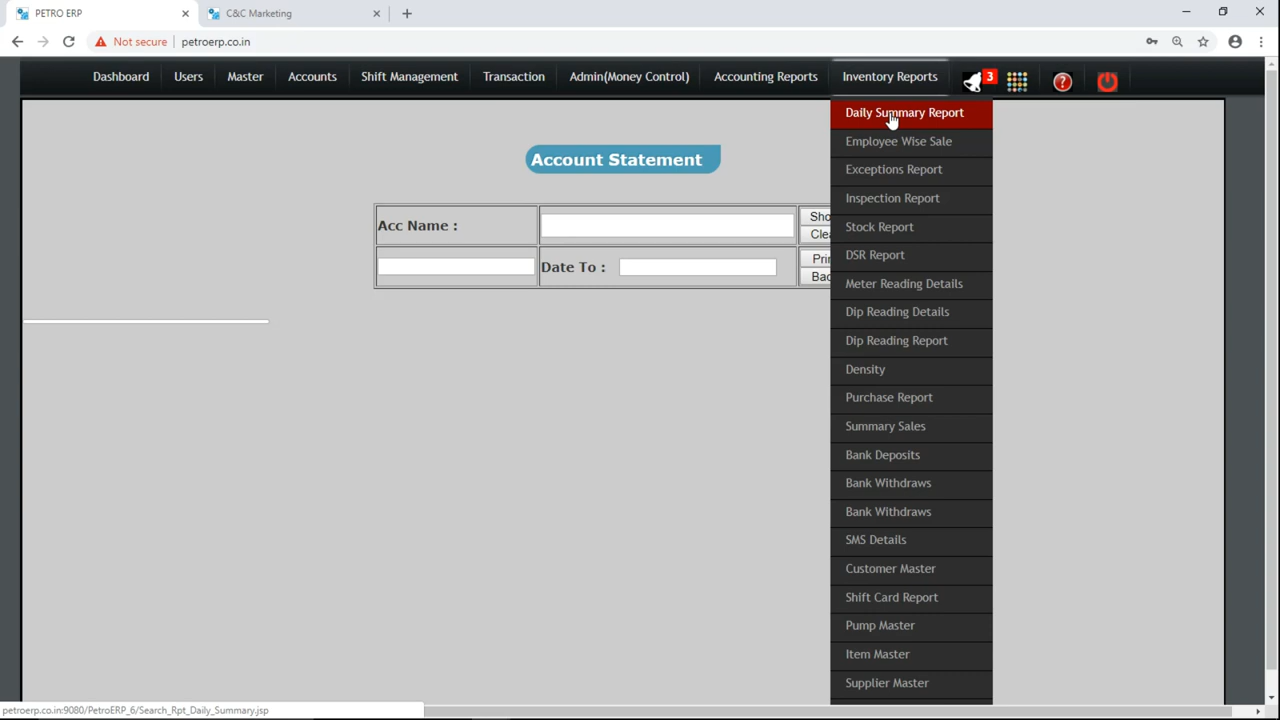 PETRO ERP
C&C Marketing
Not secure
petroerp.co.in
Dashboard
Users
Master
Accounts
Shift Management
Transaction
Admin(Money Control)
Accounting Reports
Inventory Reports
3
?
Account Statement
Acc Name :
Sho
Clea
Date To :
Prin
Bac
Daily Summary Report
Employee Wise Sale
Exceptions Report
Inspection Report
Stock Report
DSR Report
Meter Reading Details
Dip Reading Details
Dip Reading Report
Density
Purchase Report
Summary Sales
Bank Deposits
Bank Withdraws
Bank Withdraws
SMS Details
Customer Master
Shift Card Report
Pump Master
Item Master
Supplier Master
petroerp.co.in:9080/PetroERP_6/Search_Rpt_Daily_Summary.jsp